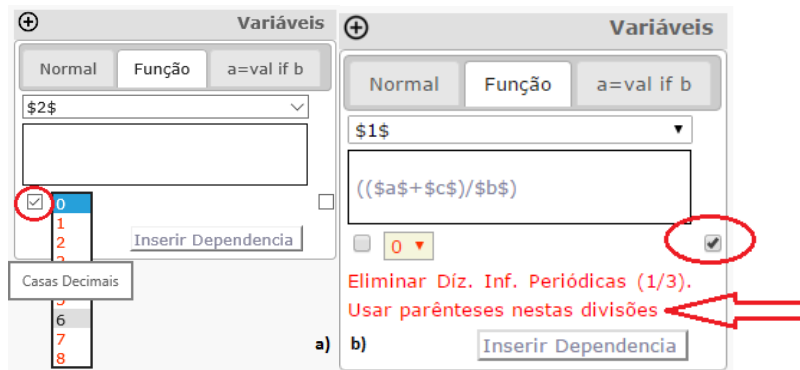 Variáveis
Normal Função a=val if b
$2$
0
1
2
Inserir Dependencia
Casas Decimais
5
6
7
8
a)
Variáveis
Normal Função a=val if b
$1$
(($a$+$c$)/$b$)
0
Eliminar Díz. Inf. Periódicas (1/3).
Usar parênteses nestas divisões
b) Inserir Dependencia